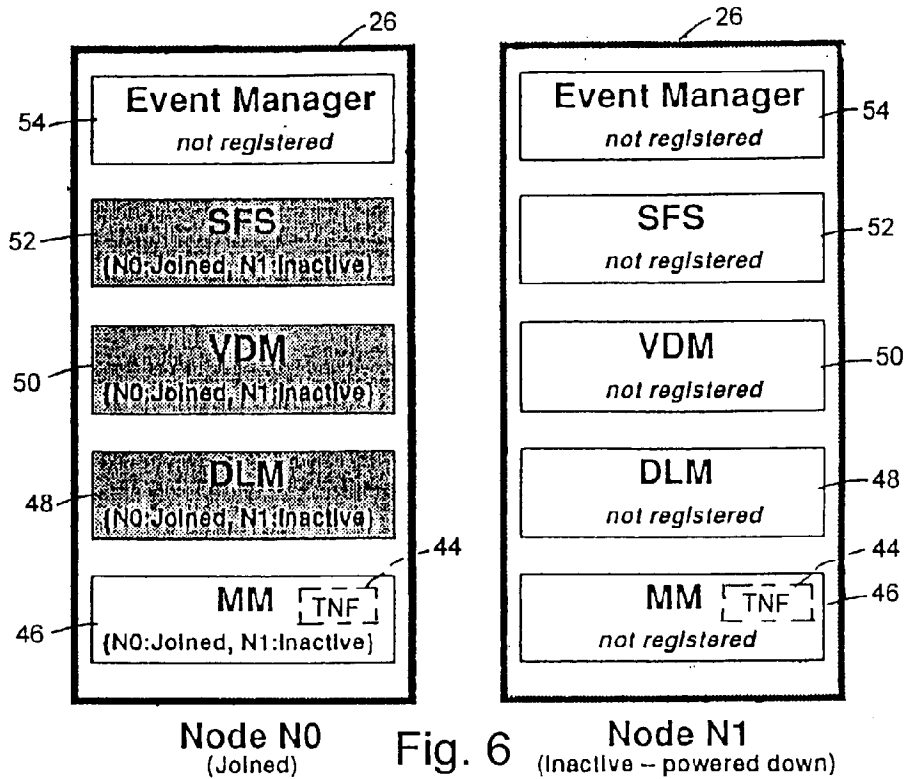 26
Event Manager
not registered
54
SFS
{N0:Joined, N1:Inactive}
52
VDM
{N0:Joined, N1:Inactive}
50
DLM
{N0:Joined, N1:Inactive}
48
44
MM
TNF
{N0:Joined, N1:Inactive}
46
Node N0
(Joined)
26
Event Manager
not registered
54
SFS
not registered
52
VDM
not registered
50
DLM
not registered
48
44
MM
TNF
not registered
46
Node N1
(Inactive – powered down)
Fig. 6